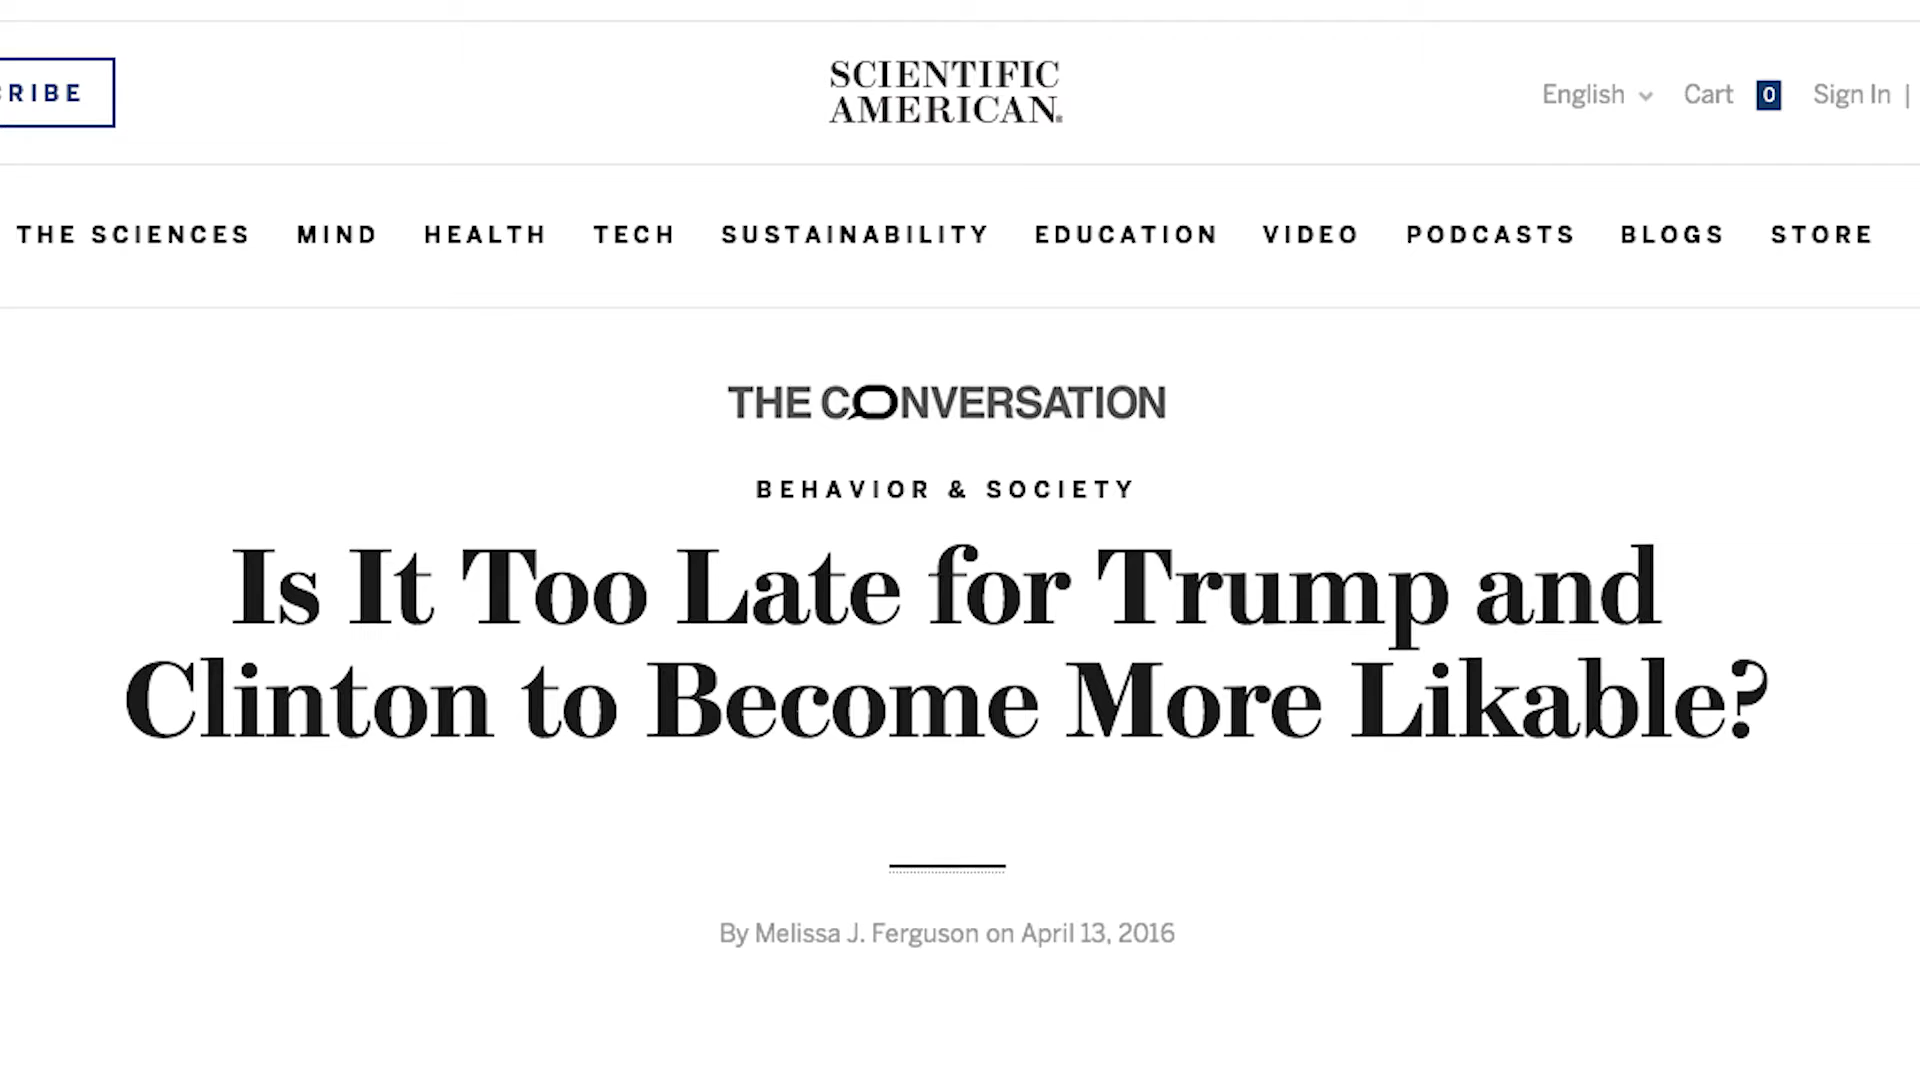 RIBE
SCIENTIFIC
AMERICAN®
English
Cart 0
Sign In |
THE SCIENCES MIND HEALTH TECH SUSTAINABILITY EDUCATION VIDEO PODCASTS BLOGS STORE
THE CONVERSATION
BEHAVIOR & SOCIETY
Is It Too Late for Trump and
Clinton to Become More Likable?
By Melissa J. Ferguson on April 13, 2016